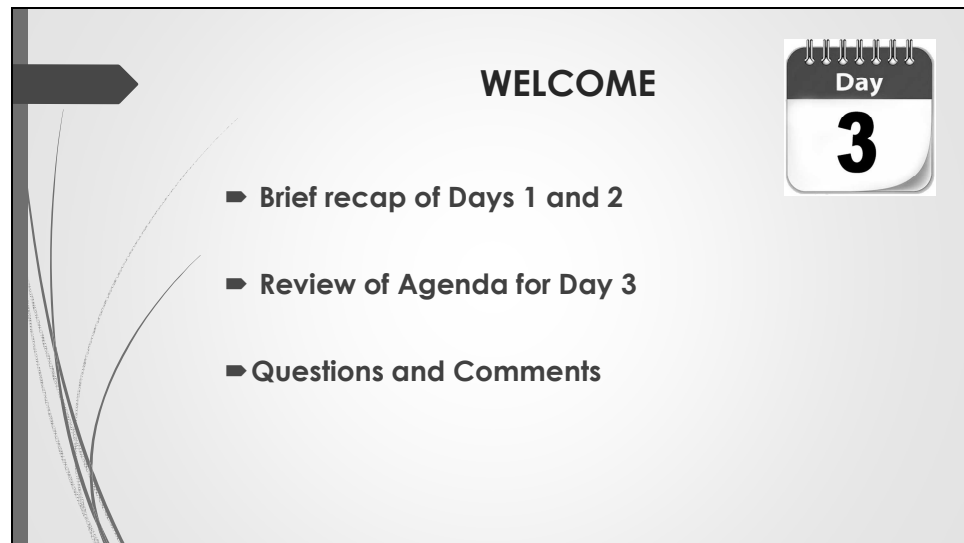 WELCOME
Day
3
Brief recap of Days 1 and 2
Review of Agenda for Day 3
Questions and Comments